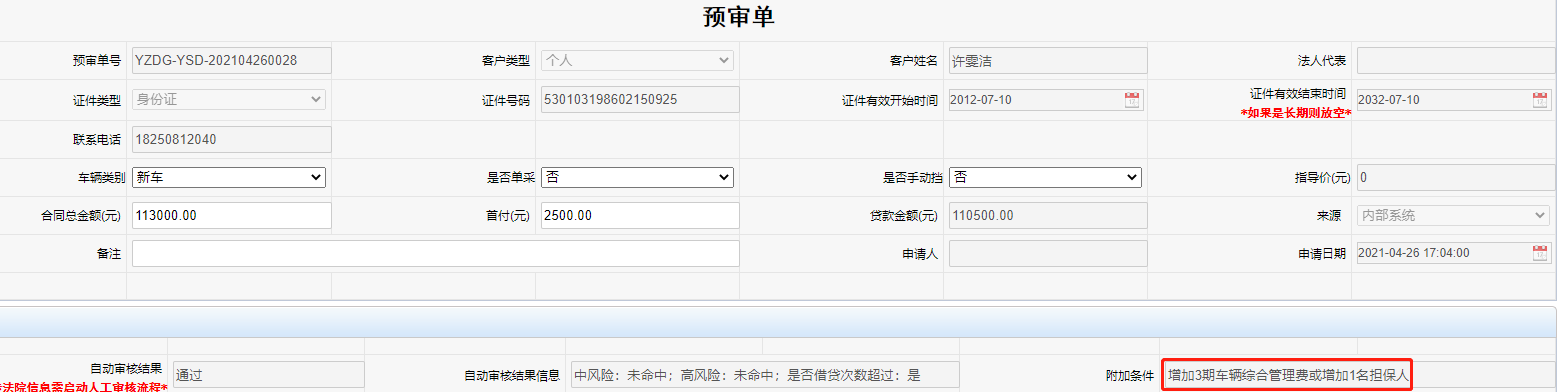 预审单
预审单号 YZDG-YSD-202104260028 客户类型 个人 客户姓名 许雯洁 法人代表
证件类型 身份证 证件号码 530103198602150925 证件有效开始时间 2012-07-10 证件有效结束时间 2032-07-10
*如果是长期则放空*
联系电话 18250812040
车辆类别 新车 是否单采 否 是否手动挡 否 指导价(元) 0
合同总金额(元) 113000.00 首付(元) 2500.00 贷款金额(元) 110500.00 来源 内部系统
备注 申请人 申请日期 2021-04-26 17:04:00
自动审核结果 通过 自动审核结果信息 中风险：未命中；高风险：未命中；是否借贷次数超过：是 附加条件 增加3期车辆综合管理费或增加1名担保人
法院信息需启动人工审核流程*